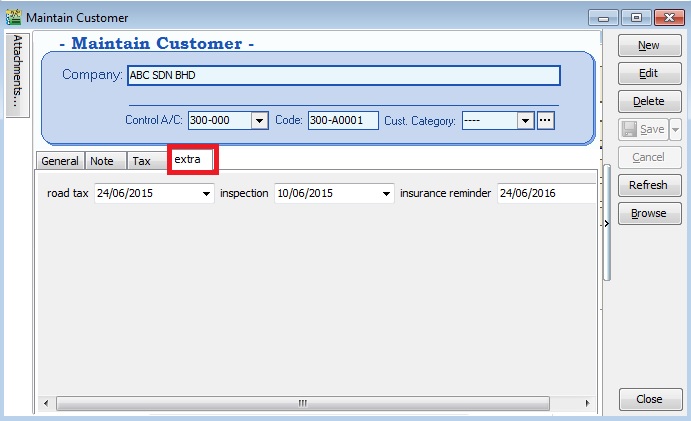 Maintain Customer
Attachments...
- Maintain Customer -
Company: ABC SDN BHD
Control A/C: 300-000 Code: 300-A0001 Cust. Category: ---- ...
General Note Tax extra
road tax 24/06/2015 inspection 10/06/2015 insurance reminder 24/06/2016
New
Edit
Delete
Save
Cancel
Refresh
Browse
Close